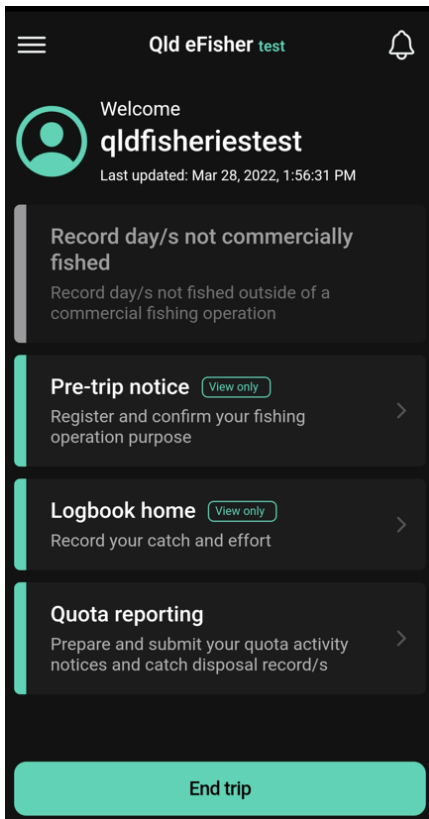 Qld eFisher test
Welcome
qldfisheriestest
Last updated: Mar 28, 2022, 1:56:31 PM
Record day/s not commercially
fished
Record day/s not fished outside of a
commercial fishing operation
Pre-trip notice View only
Register and confirm your fishing
operation purpose
Logbook home View only
Record your catch and effort
Quota reporting
Prepare and submit your quota activity
notices and catch disposal record/s
End trip